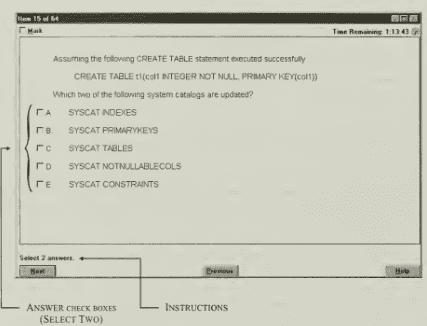 Item 15 of 64
Mark
Time Remaining: 1:13:43
Assuming the following CREATE TABLE statement executed successfully
CREATE TABLE t1(col1 INTEGER NOT NULL, PRIMARY KEY(col1))
Which two of the following system catalogs are updated?
A SYSCAT INDEXES
B. SYSCAT PRIMARYKEYS
C SYSCAT TABLES
D SYSCAT NOTNULLABLECOLS
E SYSCAT CONSTRAINTS
Select 2 answers.
Next Previous Help
ANSWER CHECK BOXES
(SELECT TWO)
INSTRUCTIONS